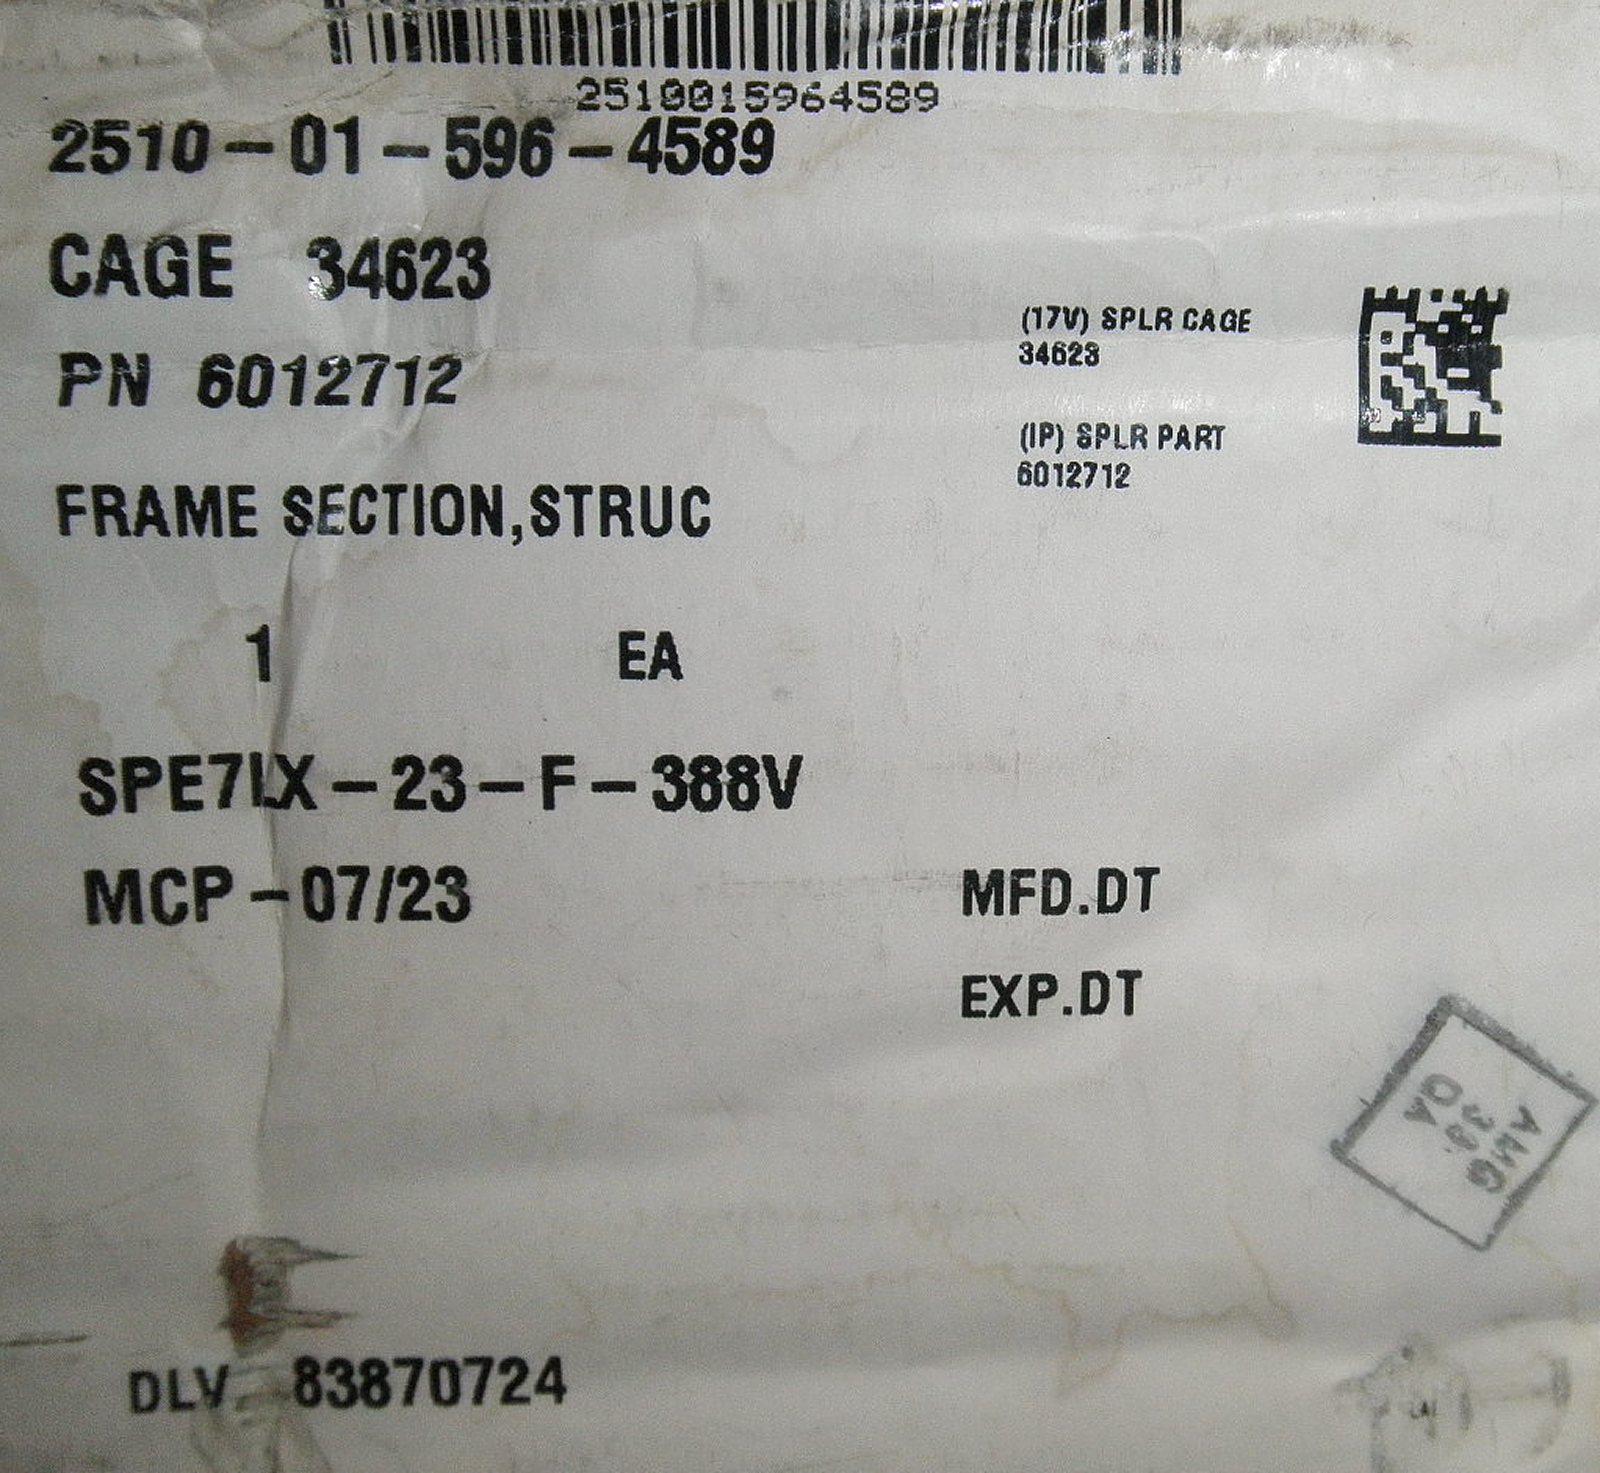 2510015964589
2510-01-596-4589
CAGE 34623
PN 6012712
(17V) SPLR CAGE
34623
(IP) SPLR PART
6012712
FRAME SECTION,STRUC
1 EA
SPE7LX-23-F-388V
MCP-07/23
MFD.DT
EXP.DT
AMG
39
QA
DLV 83870724